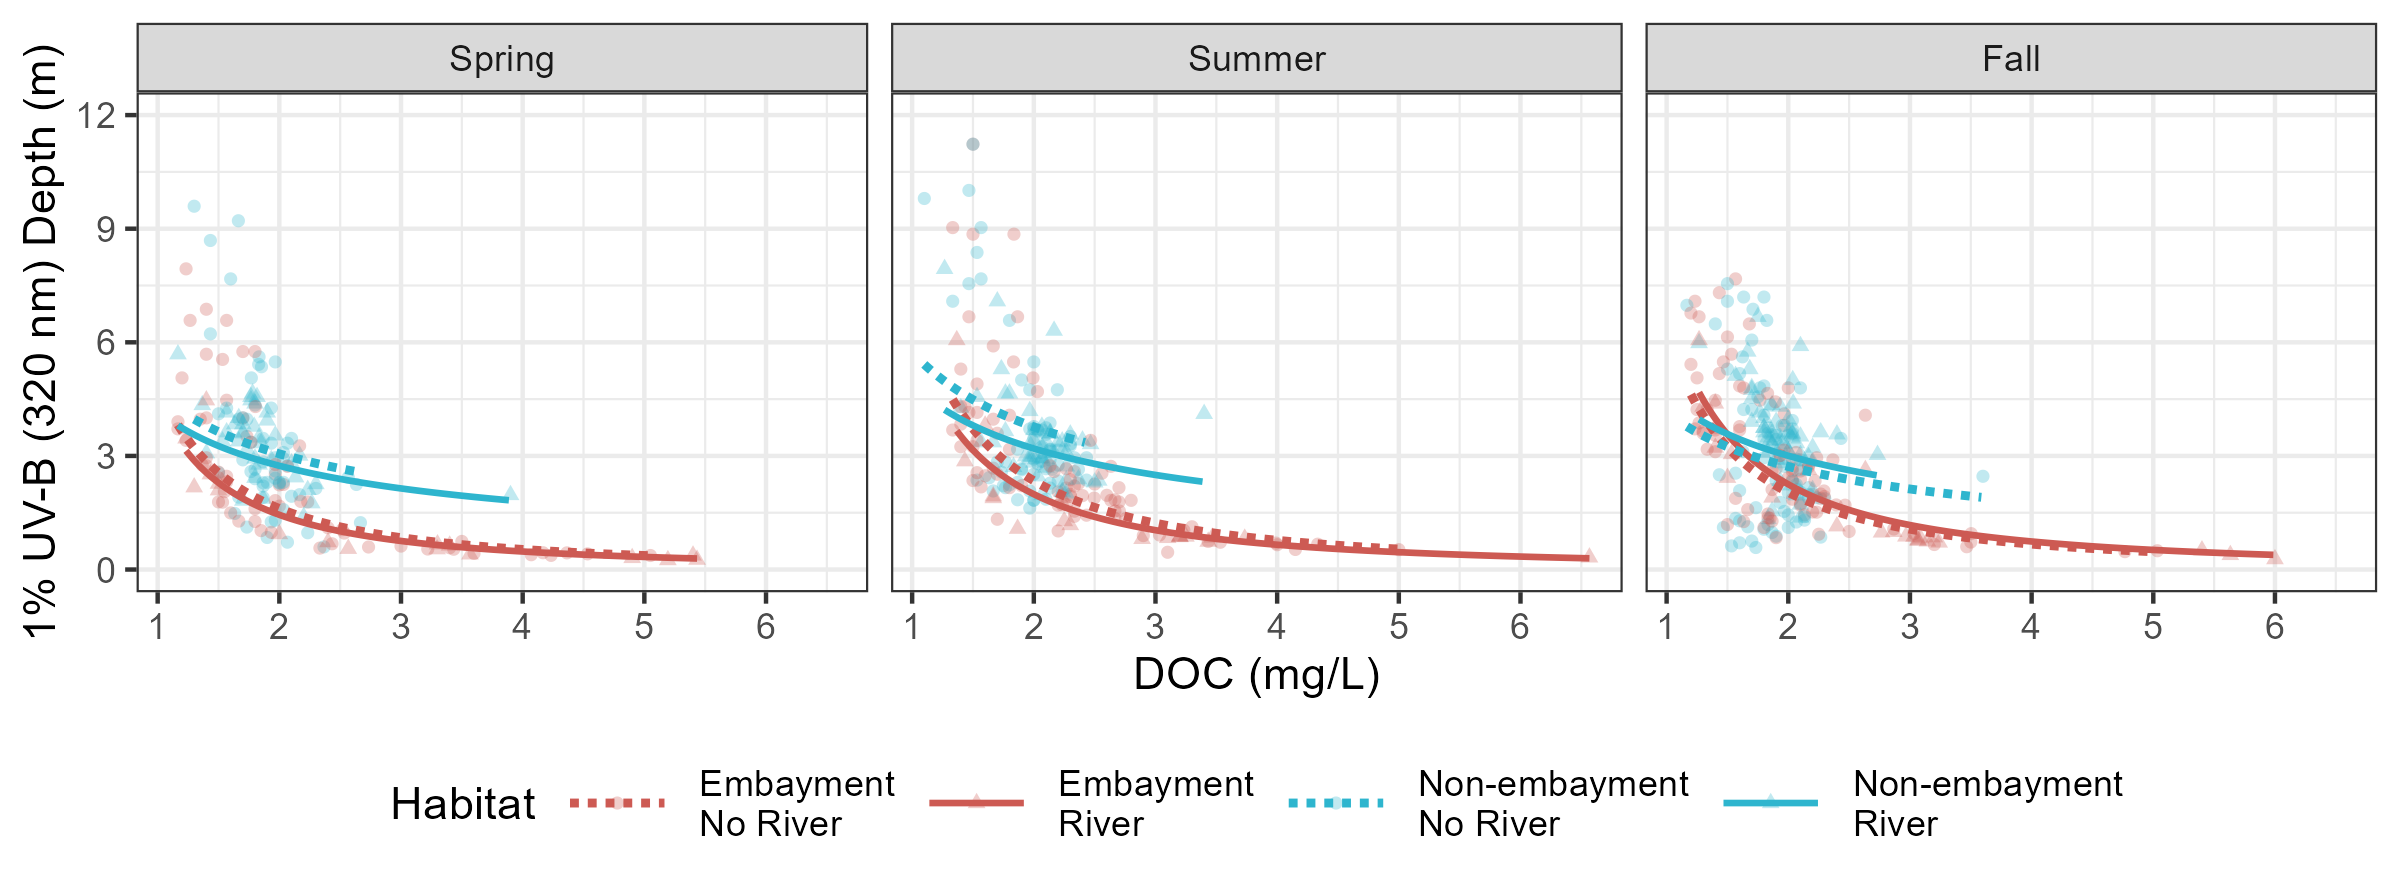 Spring
Summer
Fall
1% UV-B (320 nm) Depth (m)
12
9
6
3
0
1 2 3 4 5 6
1 2 3 4 5 6
1 2 3 4 5 6
DOC (mg/L)
Habitat
Embayment
No River
Embayment
River
Non-embayment
No River
Non-embayment
River